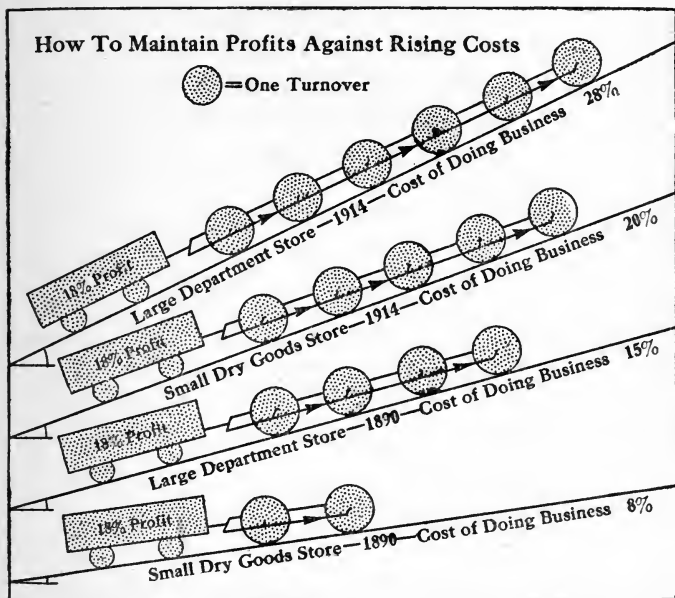 How To Maintain Profits Against Rising Costs
=One Turnover
18% Profit
Large Department Store—1914—Cost of Doing Business 28%
18% Profit
Small Dry Goods Store—1914—Cost of Doing Business 20%
18% Profit
Large Department Store—1890—Cost of Doing Business 15%
18% Profit
Small Dry Goods Store—1890—Cost of Doing Business 8%